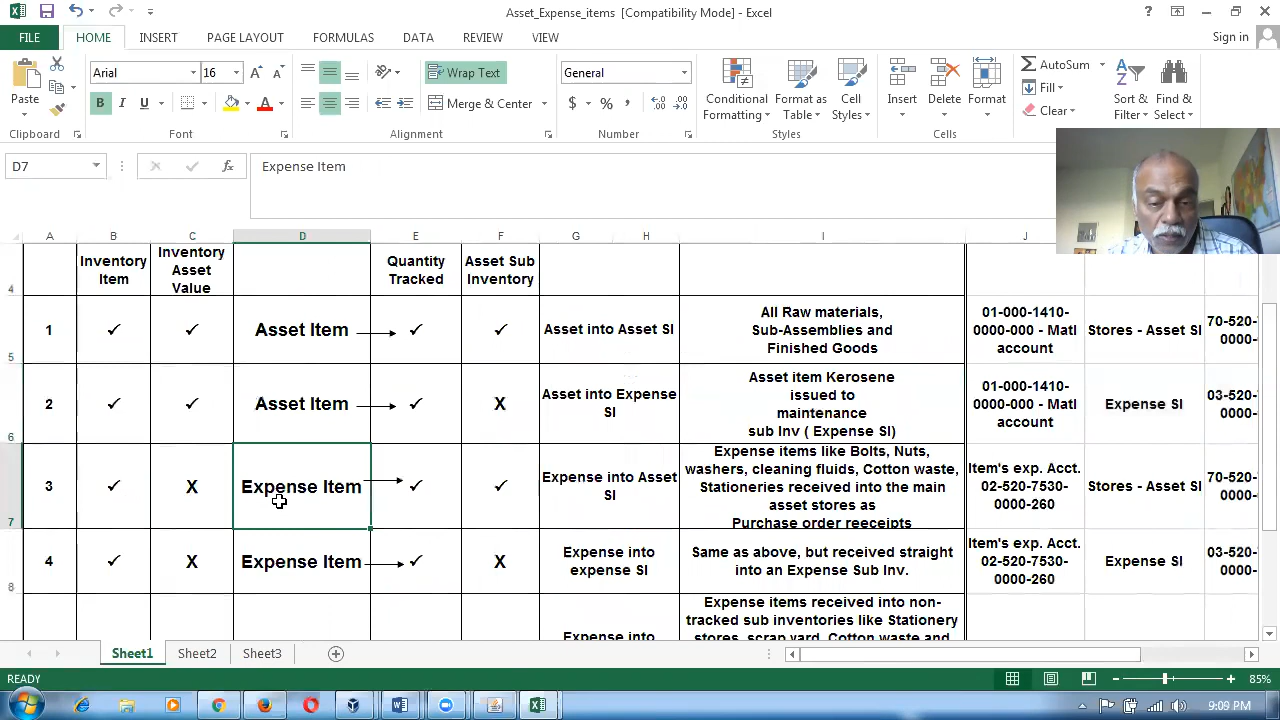 Asset_Expense_items [Compatibility Mode] - Excel
FILE HOME INSERT PAGE LAYOUT FORMULAS DATA REVIEW VIEW Sign in
Arial 16 Wrap Text General AutoSum
Paste Merge & Center Conditional Formatting Format as Table Cell Styles Insert Delete Format Fill Sort & Filter Find & Select
Clear
Clipboard Font Alignment Number Styles Cells
D7 Expense Item
A B C D E F G H I J
4
Inventory
Item
Inventory
Asset
Value
Quantity
Tracked
Asset Sub
Inventory
5
1 ✓ ✓ Asset Item ✓ ✓ Asset into Asset SI
All Raw materials,
Sub-Assemblies and
Finished Goods
01-000-1410-
0000-000 - Matl
account
Stores - Asset SI
70-520-
0000-
6
2 ✓ ✓ Asset Item ✓ X
Asset into Expense
SI
Asset item Kerosene
issued to
maintenance
sub Inv ( Expense SI)
01-000-1410-
0000-000 - Matl
account
Expense SI
03-520-
0000-
7
3 ✓ X Expense Item ✓ ✓
Expense into Asset
SI
Expense items like Bolts, Nuts,
washers, cleaning fluids, Cotton waste,
Stationeries received into the main
asset stores as
Purchase order reeceipts
Item's exp. Acct.
02-520-7530-
0000-260
Stores - Asset SI
70-520-
0000-
8
4 ✓ X Expense Item ✓ X
Expense into
expense SI
Same as above, but received straight
into an Expense Sub Inv.
Item's exp. Acct.
02-520-7530-
0000-260
Expense SI
03-520-
0000-
Expense into
Expense items received into non-
tracked sub inventories like Stationery
stores, scrap yard, Cotton waste and
Sheet1 Sheet2 Sheet3
READY 85%
9:09 PM